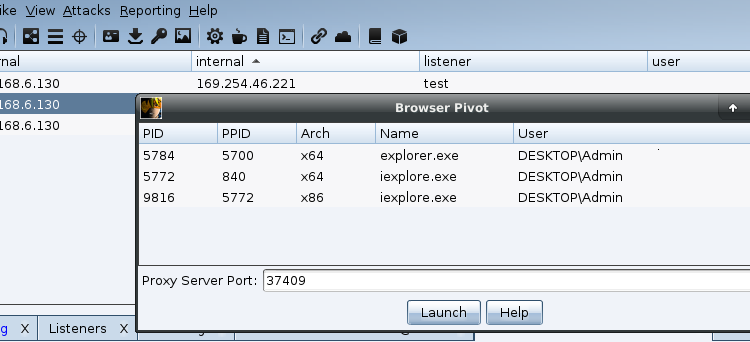 ike View Attacks Reporting Help
nal internal listener user
168.6.130 169.254.46.221 test
168.6.130
168.6.130
Browser Pivot
PID PPID Arch Name User
5784 5700 x64 explorer.exe DESKTOP\Admin
5772 840 x64 iexplore.exe DESKTOP\Admin
9816 5772 x86 iexplore.exe DESKTOP\Admin
Proxy Server Port: 37409
Launch Help
g X Listeners X